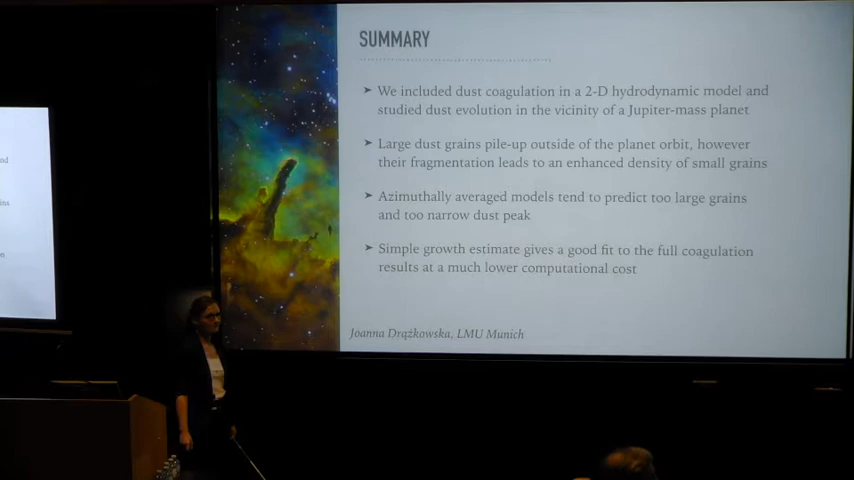 SUMMARY
➤ We included dust coagulation in a 2-D hydrodynamic model and
studied dust evolution in the vicinity of a Jupiter-mass planet
➤ Large dust grains pile-up outside of the planet orbit, however
their fragmentation leads to an enhanced density of small grains
➤ Azimuthally averaged models tend to predict too large grains
and too narrow dust peak
➤ Simple growth estimate gives a good fit to the full coagulation
results at a much lower computational cost
Joanna Drążkowska, LMU Munich